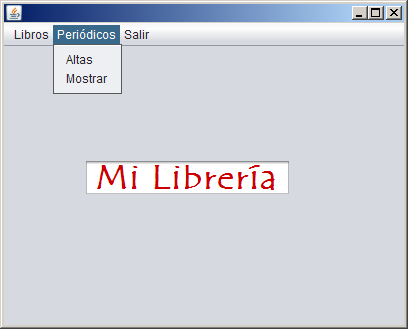 Libros Periódicos Salir
Altas
Mostrar
Mi Librería